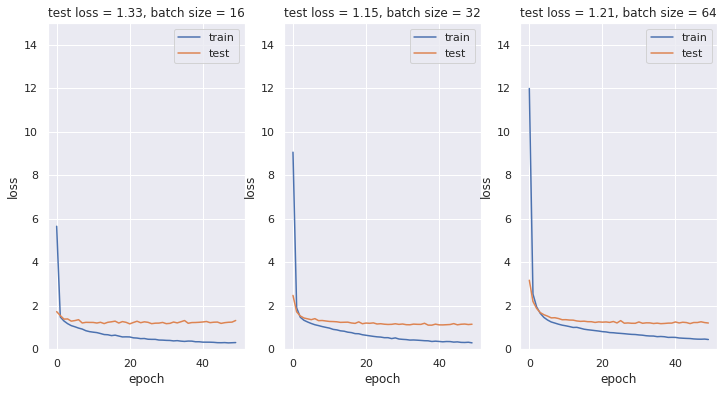 test loss = 1.33, batch size = 16
14
12
10
8
6
4
2
0
loss
0
20
40
epoch
train
test
test loss = 1.15, batch size = 32
14
12
10
8
6
4
2
0
loss
0
20
40
epoch
train
test
test loss = 1.21, batch size = 64
14
12
10
8
6
4
2
0
loss
0
20
40
epoch
train
test